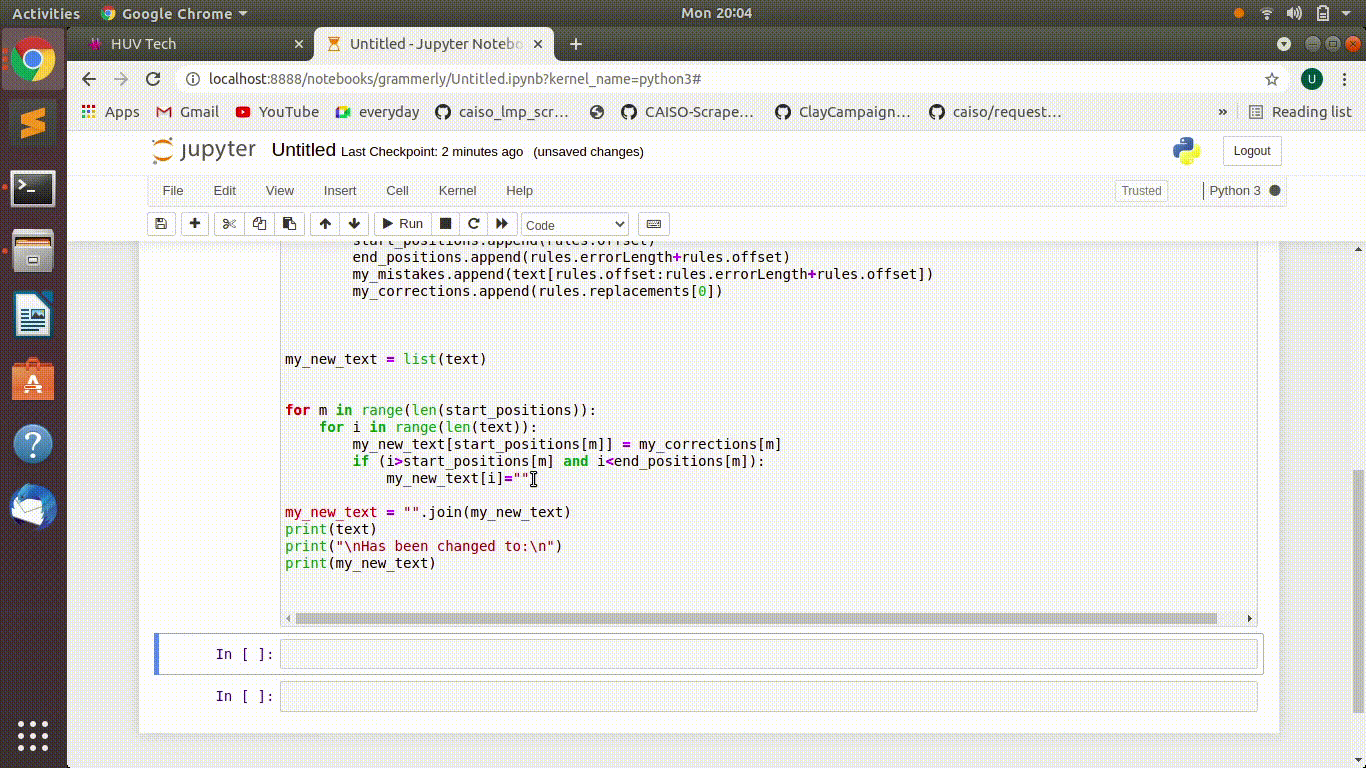 Activities Google Chrome Mon 20:04
HUV Tech Untitled - Jupyter Notebo
localhost:8888/notebooks/grammerly/Untitled.ipynb?kernel_name=python3# U
Apps Gmail YouTube everyday caiso_lmp_scr... CAISO-Scrape... ClayCampaign... caiso/request... » Reading list
jupyter Untitled Last Checkpoint: 2 minutes ago (unsaved changes) Logout
File Edit View Insert Cell Kernel Help Trusted Python 3
Run Code
start_positions.append(rules.offset)
end_positions.append(rules.errorLength+rules.offset)
my_mistakes.append(text[rules.offset:rules.errorLength+rules.offset])
my_corrections.append(rules.replacements[0])
my_new_text = list(text)
for m in range(len(start_positions)):
for i in range(len(text)):
my_new_text[start_positions[m]] = my_corrections[m]
if (i>start_positions[m] and i<end_positions[m]):
my_new_text[i]=""
my_new_text = "".join(my_new_text)
print(text)
print("\nHas been changed to:\n")
print(my_new_text)
In [ ]:
In [ ]: